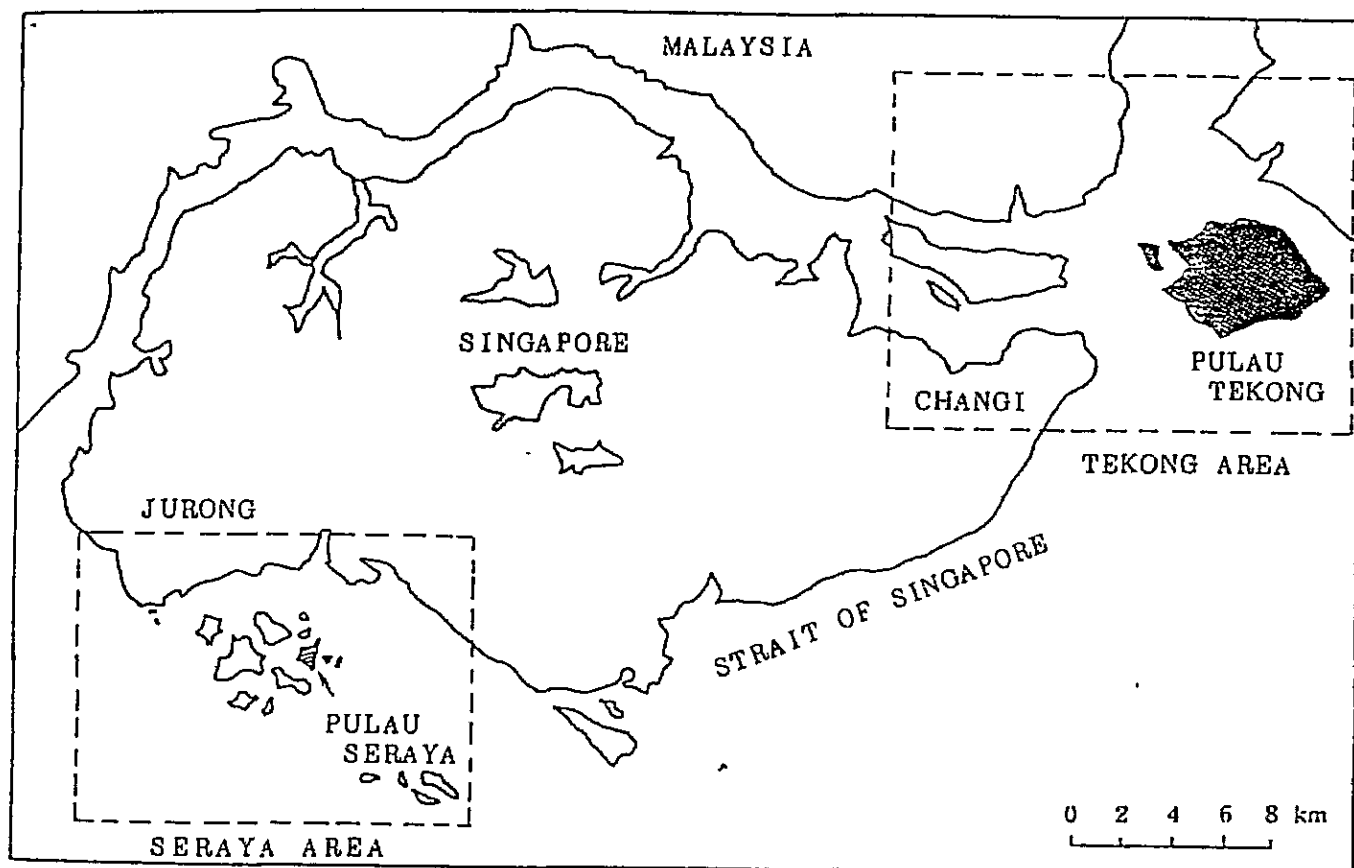 MALAYSIA
SINGAPORE
PULAU
TEKONG
CHANGI
TEKONG AREA
JURONG
STRAIT OF SINGAPORE
PULAU
SERAYA
0 2 4 6 8 km
SERAYA AREA